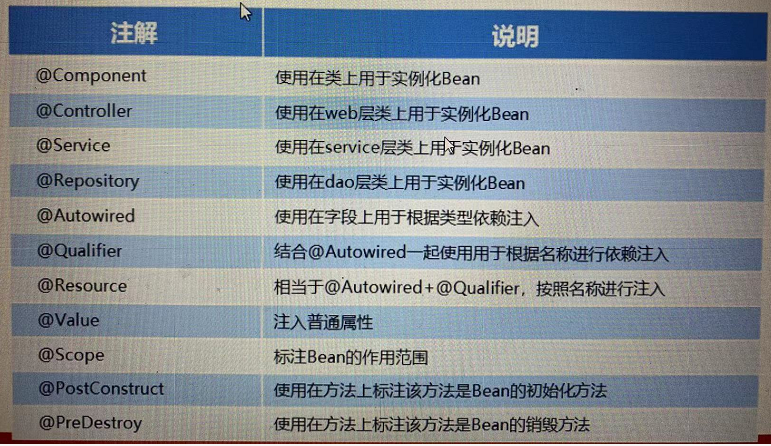 注解 说明
@Component 使用在类上用于实例化Bean
@Controller 使用在web层类上用于实例化Bean
@Service 使用在service层类上用于实例化Bean
@Repository 使用在dao层类上用于实例化Bean
@Autowired 使用在字段上用于根据类型依赖注入
@Qualifier 结合@Autowired一起使用用于根据名称进行依赖注入
@Resource 相当于@Autowired+@Qualifier，按照名称进行注入
@Value 注入普通属性
@Scope 标注Bean的作用范围
@PostConstruct 使用在方法上标注该方法是Bean的初始化方法
@PreDestroy 使用在方法上标注该方法是Bean的销毁方法